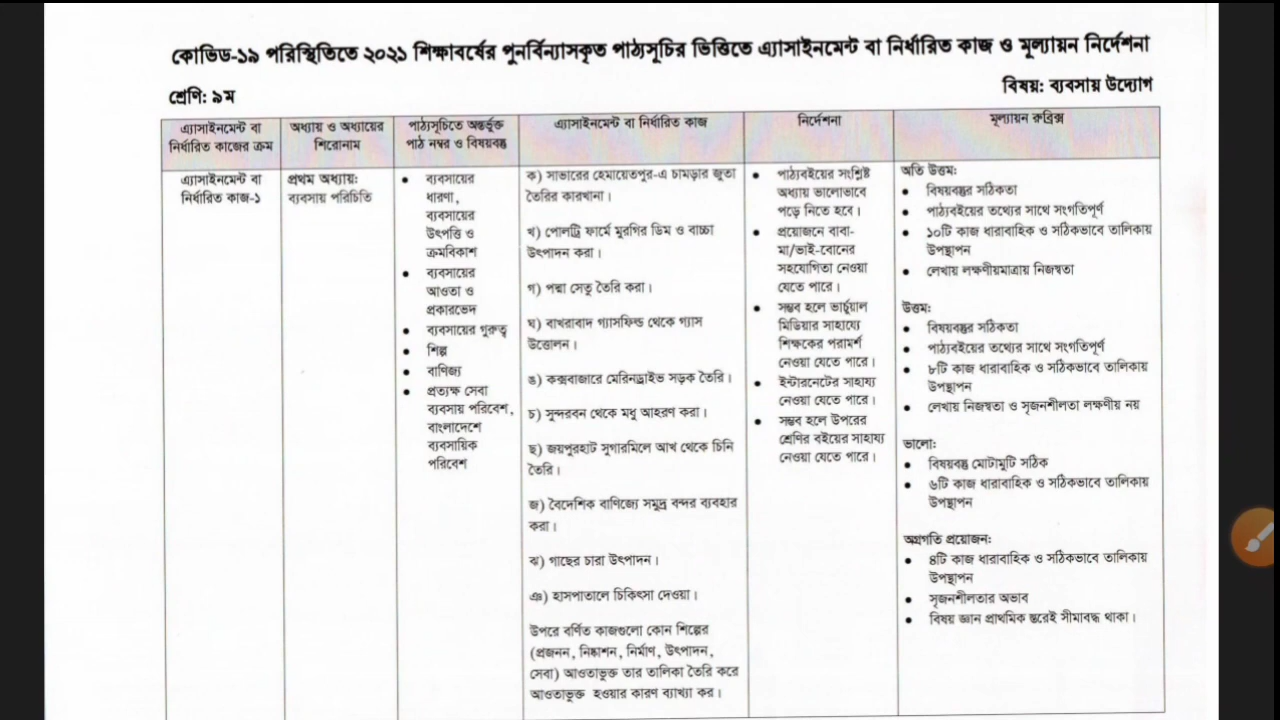 কোভিড-১৯ পরিস্থিতিতে ২০২১ শিক্ষাবর্ষের পুনর্বিন্যাসকৃত পাঠ্যসূচির ভিত্তিতে এ্যাসাইনমেন্ট বা নির্ধারিত কাজ ও মূল্যায়ন নির্দেশনা
শ্রেণি: ৯ম
বিষয়: ব্যবসায় উদ্যোগ
এ্যাসাইনমেন্ট বা
নির্ধারিত কাজের ক্রম
অধ্যায় ও অধ্যায়ের
শিরোনাম
পাঠ্যসূচিতে অন্তর্ভুক্ত
পাঠ নম্বর ও বিষয়বস্তু
এ্যাসাইনমেন্ট বা নির্ধারিত কাজ
নির্দেশনা
মূল্যায়ন রুব্রিক্স
এ্যাসাইনমেন্ট বা
নির্ধারিত কাজ-১
প্রথম অধ্যায়:
ব্যবসায় পরিচিতি
• ব্যবসায়ের
ধারণা,
ব্যবসায়ের
উৎপত্তি ও
ক্রমবিকাশ
• ব্যবসায়ের
আওতা ও
প্রকারভেদ
• ব্যবসায়ের গুরুত্ব
• শিল্প
• বাণিজ্য
• প্রত্যক্ষ সেবা
ব্যবসায় পরিবেশ,
বাংলাদেশে
ব্যবসায়িক
পরিবেশ
ক) সাভারের হেমায়েতপুর-এ চামড়ার জুতা
তৈরির কারখানা।
খ) পোলট্রি ফার্মে মুরগির ডিম ও বাচ্চা
উৎপাদন করা।
গ) পদ্মা সেতু তৈরি করা।
ঘ) বাখরাবাদ গ্যাসফিল্ড থেকে গ্যাস
উত্তোলন।
ঙ) কক্সবাজারে মেরিনড্রাইভ সড়ক তৈরি।
চ) সুন্দরবন থেকে মধু আহরণ করা।
ছ) জয়পুরহাট সুগারমিলে আখ থেকে চিনি
তৈরি।
জ) বৈদেশিক বাণিজ্যে সমুদ্র বন্দর ব্যবহার
করা।
ঝ) গাছের চারা উৎপাদন।
ঞ) হাসপাতালে চিকিৎসা দেওয়া।
উপরে বর্ণিত কাজগুলো কোন শিল্পের
(প্রজনন, নিষ্কাশন, নির্মাণ, উৎপাদন,
সেবা) আওতাভুক্ত তার তালিকা তৈরি করে
আওতাভুক্ত হওয়ার কারণ ব্যাখ্যা কর।
• পাঠ্যবইয়ের সংশ্লিষ্ট
অধ্যায় ভালোভাবে
পড়ে নিতে হবে।
• প্রয়োজনে বাবা-
মা/ভাই-বোনের
সহযোগিতা নেওয়া
যেতে পারে।
• সম্ভব হলে ভার্চুয়াল
মিডিয়ার সাহায্যে
শিক্ষকের পরামর্শ
নেওয়া যেতে পারে।
• ইন্টারনেটের সাহায্য
নেওয়া যেতে পারে।
• সম্ভব হলে উপরের
শ্রেণির বইয়ের সাহায্য
নেওয়া যেতে পারে।
অতি উত্তম:
• বিষয়বস্তুর সঠিকতা
• পাঠ্যবইয়ের তথ্যের সাথে সংগতিপূর্ণ
• ১০টি কাজ ধারাবাহিক ও সঠিকভাবে তালিকায়
উপস্থাপন
• লেখায় লক্ষণীয়মাত্রায় নিজস্বতা
উত্তম:
• বিষয়বস্তুর সঠিকতা
• পাঠ্যবইয়ের তথ্যের সাথে সংগতিপূর্ণ
• ৮টি কাজ ধারাবাহিক ও সঠিকভাবে তালিকায়
উপস্থাপন
• লেখায় নিজস্বতা ও সৃজনশীলতা লক্ষণীয় নয়
ভালো:
• বিষয়বস্তু মোটামুটি সঠিক
• ৬টি কাজ ধারাবাহিক ও সঠিকভাবে তালিকায়
উপস্থাপন
অগ্রগতি প্রয়োজন:
• ৪টি কাজ ধারাবাহিক ও সঠিকভাবে তালিকায়
উপস্থাপন
• সৃজনশীলতার অভাব
• বিষয় জ্ঞান প্রাথমিক স্তরেই সীমাবদ্ধ থাকা।